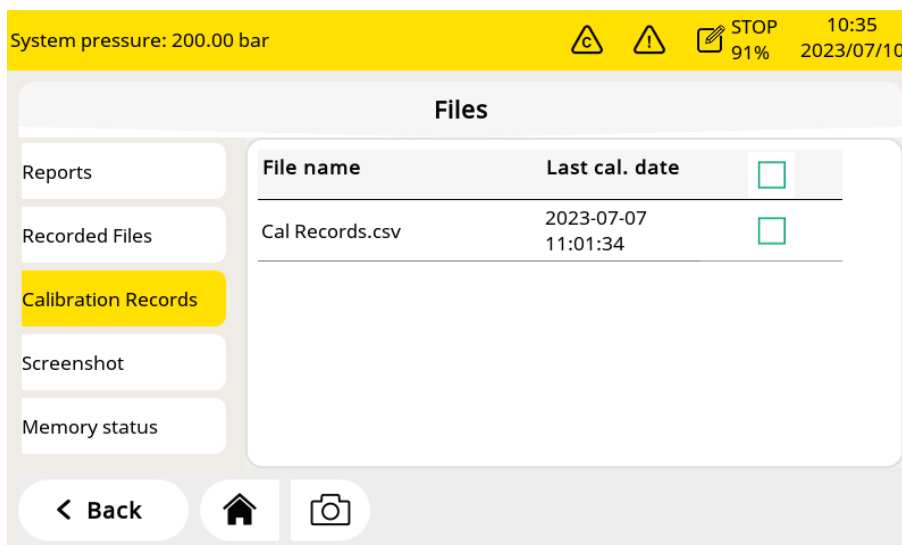 System pressure: 200.00 bar
C
!
STOP
91%
10:35
2023/07/10
Files
Reports
Recorded Files
Calibration Records
Screenshot
Memory status
File name Last cal. date
Cal Records.csv 2023-07-07
11:01:34
Back